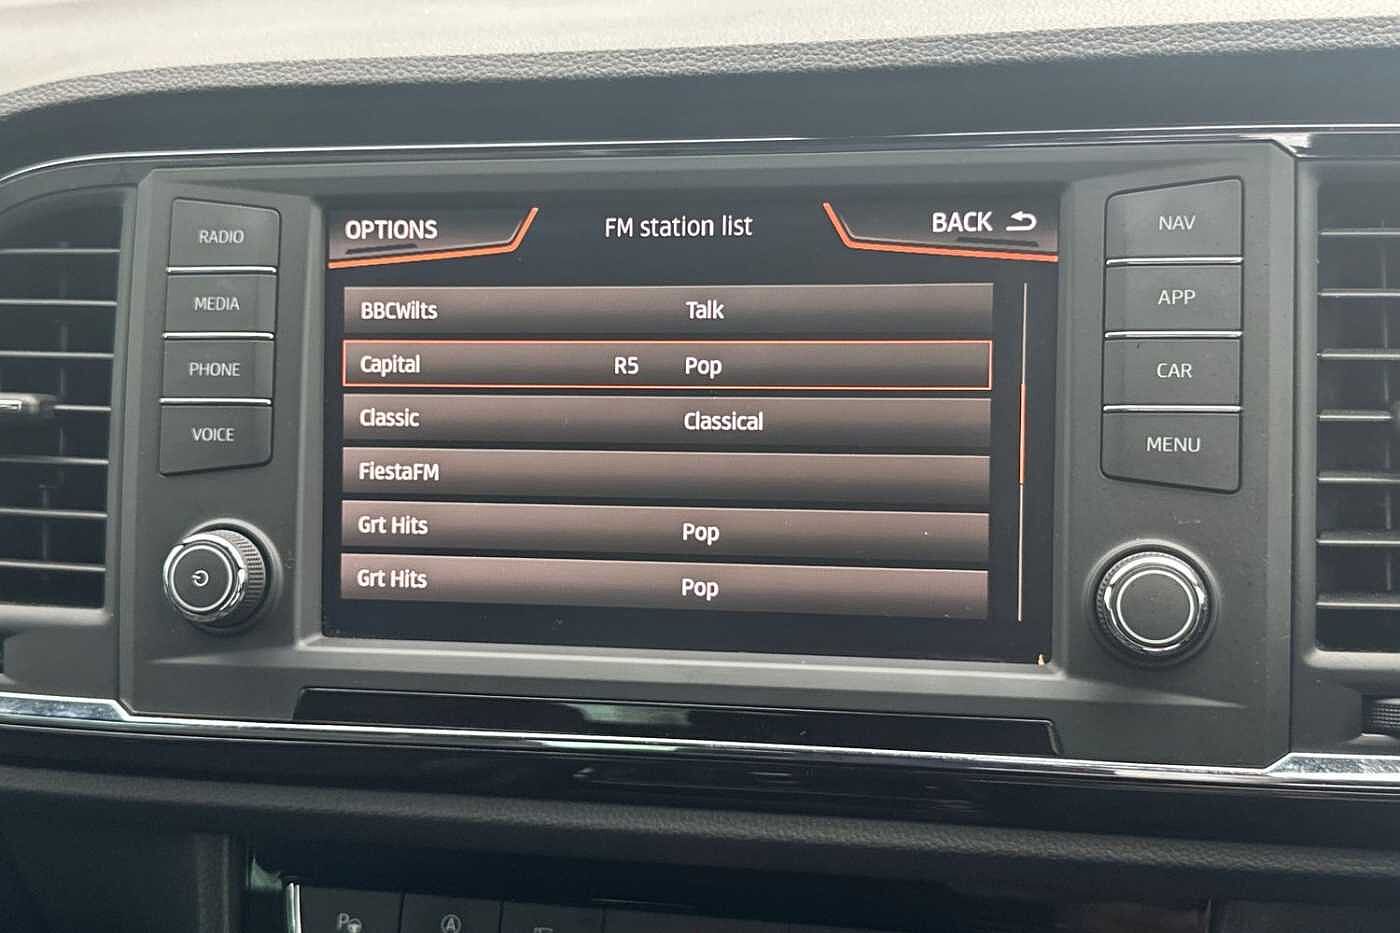 OPTIONS
FM station list
BACK
RADIO
MEDIA
PHONE
VOICE
BBCWilts Talk
Capital R5 Pop
Classic Classical
FiestaFM
Grt Hits Pop
Grt Hits Pop
NAV
APP
CAR
MENU
P
A